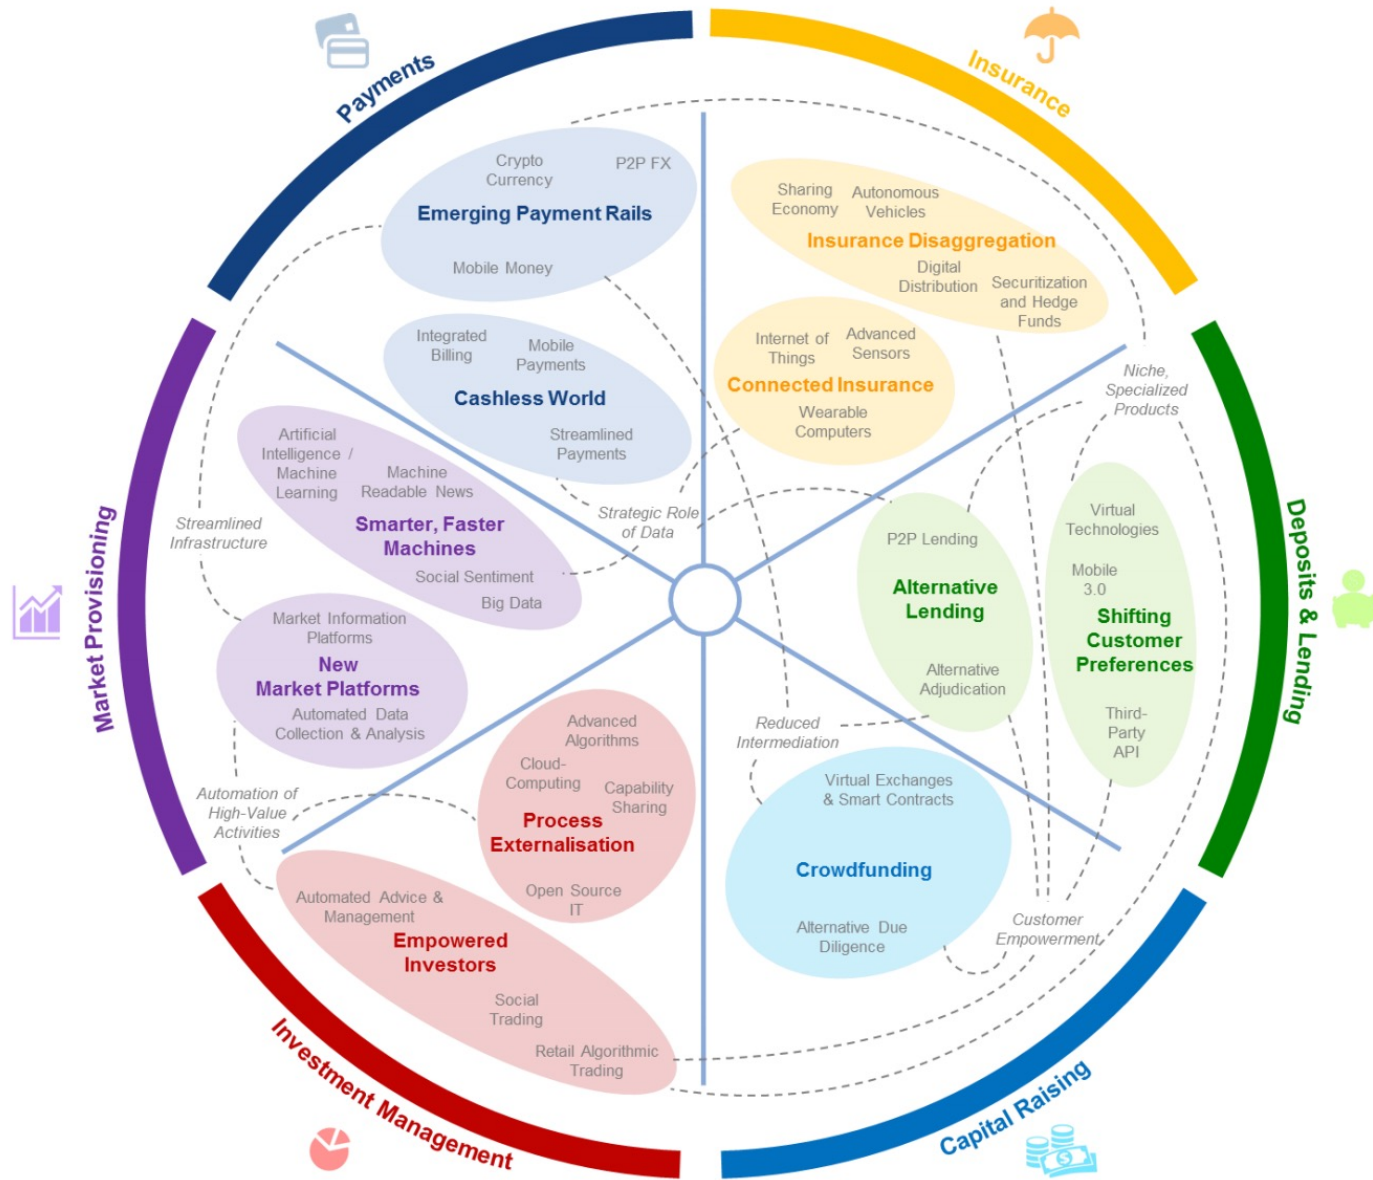 Payments
Insurance
Deposits & Lending
Capital Raising
Investment Management
Market Provisioning
Crypto
Currency
P2P FX
Emerging Payment Rails
Mobile Money
Integrated
Billing
Mobile
Payments
Cashless World
Streamlined
Payments
Sharing
Economy
Autonomous
Vehicles
Insurance Disaggregation
Digital
Distribution
Securitization
and Hedge
Funds
Internet of
Things
Advanced
Sensors
Connected Insurance
Wearable
Computers
Niche,
Specialized
Products
Artificial
Intelligence /
Machine
Learning
Machine
Readable News
Smarter, Faster
Machines
Social Sentiment
Big Data
Strategic Role
of Data
Streamlined
Infrastructure
P2P Lending
Alternative
Lending
Alternative
Adjudication
Virtual
Technologies
Mobile
3.0
Shifting
Customer
Preferences
Third-
Party
API
Market Information
Platforms
New
Market Platforms
Automated Data
Collection & Analysis
Automation of
High-Value
Activities
Advanced
Algorithms
Cloud-
Computing
Capability
Sharing
Process
Externalisation
Open Source
IT
Reduced
Intermediation
Virtual Exchanges
& Smart Contracts
Crowdfunding
Alternative Due
Diligence
Customer
Empowerment
Automated Advice &
Management
Empowered
Investors
Social
Trading
Retail Algorithmic
Trading
$